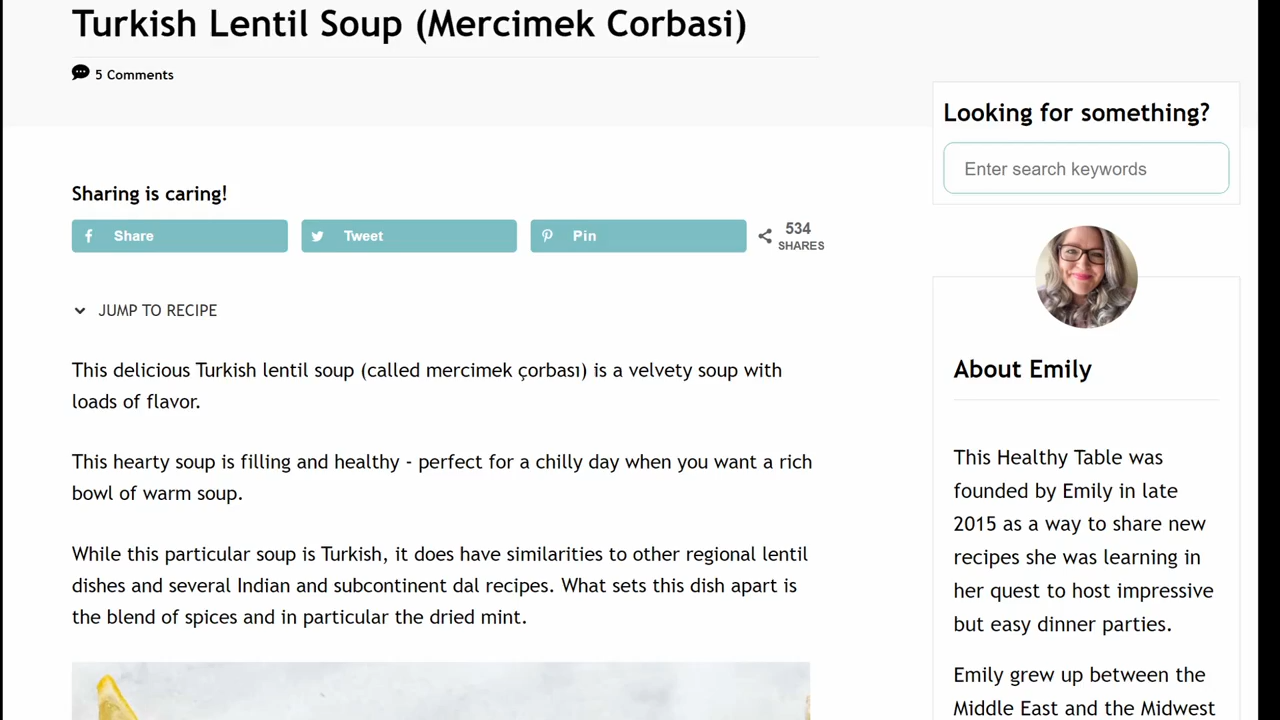 Turkish Lentil Soup (Mercimek Corbasi)
5 Comments
Sharing is caring!
Share
Tweet
Pin
534
SHARES
JUMP TO RECIPE
This delicious Turkish lentil soup (called mercimek çorbası) is a velvety soup with
loads of flavor.
This hearty soup is filling and healthy - perfect for a chilly day when you want a rich
bowl of warm soup.
While this particular soup is Turkish, it does have similarities to other regional lentil
dishes and several Indian and subcontinent dal recipes. What sets this dish apart is
the blend of spices and in particular the dried mint.
Looking for something?
Enter search keywords
About Emily
This Healthy Table was
founded by Emily in late
2015 as a way to share new
recipes she was learning in
her quest to host impressive
but easy dinner parties.
Emily grew up between the
Middle East and the Midwest